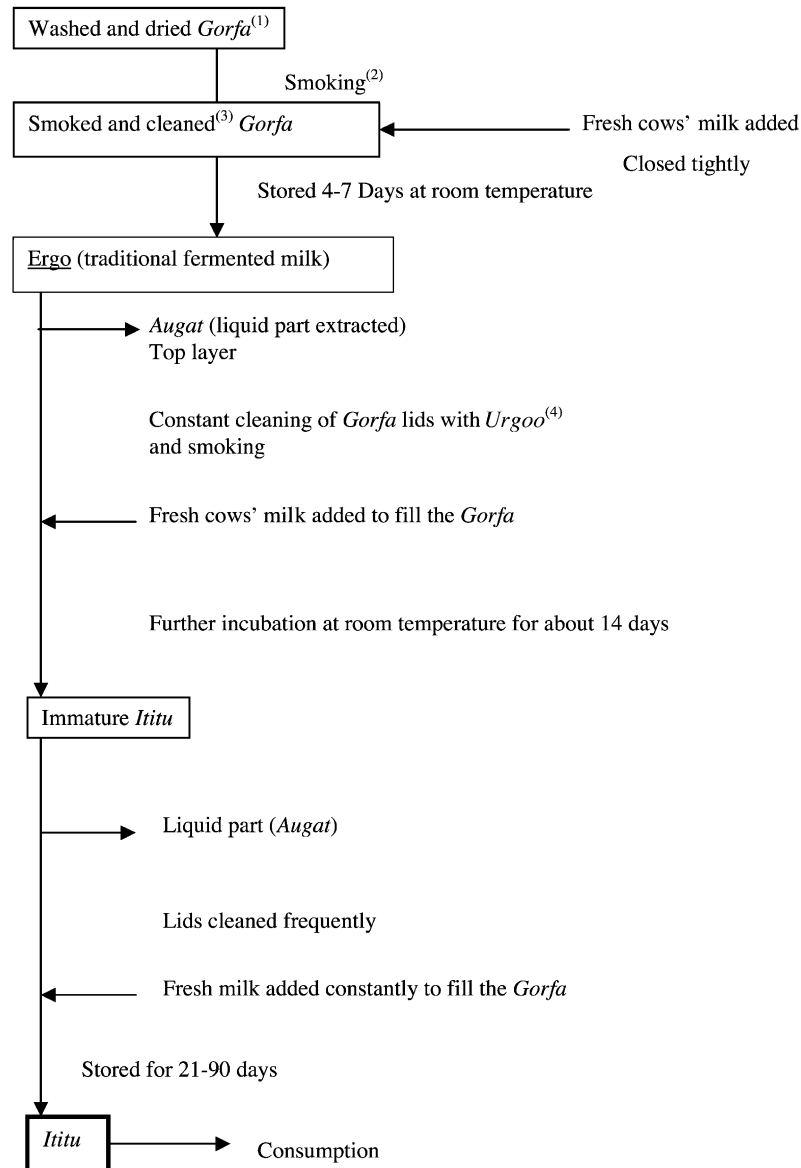 Washed and dried Gorfa(1)
Smoking(2)
Smoked and cleaned(3) Gorfa
Fresh cows’ milk added
Closed tightly
Stored 4-7 Days at room temperature
Ergo (traditional fermented milk)
Augat (liquid part extracted)
Top layer
Constant cleaning of Gorfa lids with Urgoo(4)
and smoking
Fresh cows’ milk added to fill the Gorfa
Further incubation at room temperature for about 14 days
Immature Ititu
Liquid part (Augat)
Lids cleaned frequently
Fresh milk added constantly to fill the Gorfa
Stored for 21-90 days
Ititu
Consumption